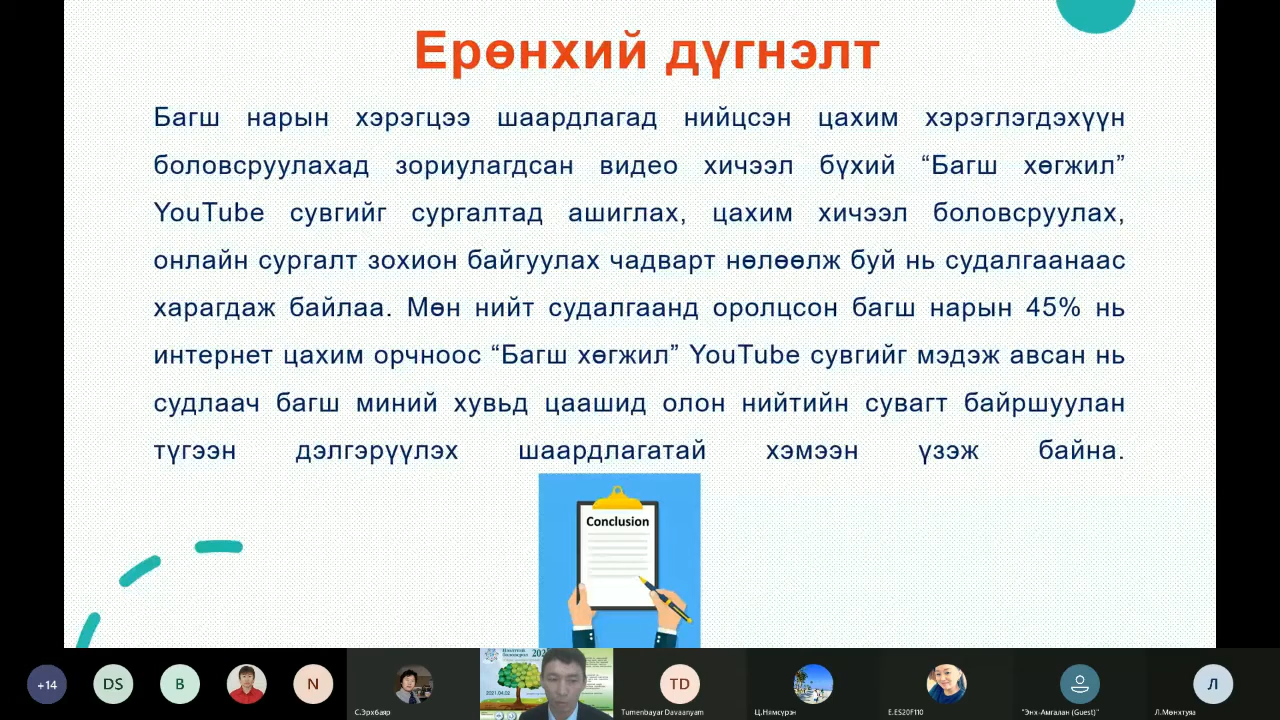 Ерөнхий дүгнэлт
Багш нарын хэрэгцээ шаардлагад нийцсэн цахим хэрэглэгдэхүүн
боловсруулахад зориулагдсан видео хичээл бүхий “Багш хөгжил”
YouTube сувгийг сургалтад ашиглах, цахим хичээл боловсруулах,
онлайн сургалт зохион байгуулах чадварт нөлөөлж буй нь судалгаанаас
харагдаж байлаа. Мөн нийт судалгаанд оролцсон багш нарын 45% нь
интернет цахим орчноос “Багш хөгжил” YouTube сувгийг мэдэж авсан нь
судлаач багш миний хувьд цаашид олон нийтийн сувагт байршуулан
түгээн дэлгэрүүлэх шаардлагатай хэмээн үзэж байна.
Conclusion
+14
DS
B
N
С.Эрхбаяр
2021.04.02
TD
Tumenbayar Davaanyam
Ц.Нямсүрэн
E.ES20F110
"Энх-Амгалан (Guest)"
Л
Л.Мөнхтуяа